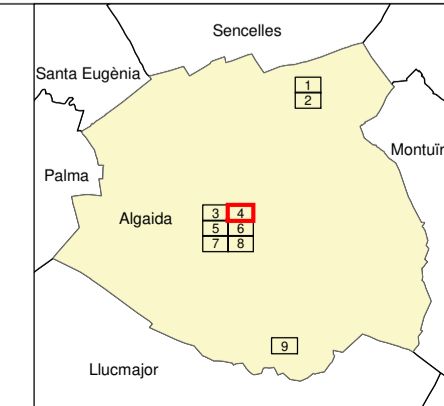 Sencelles
Santa Eugènia
1
2
Montuïr
Palma
Algaida
3 4
5 6
7 8
9
Llucmajor